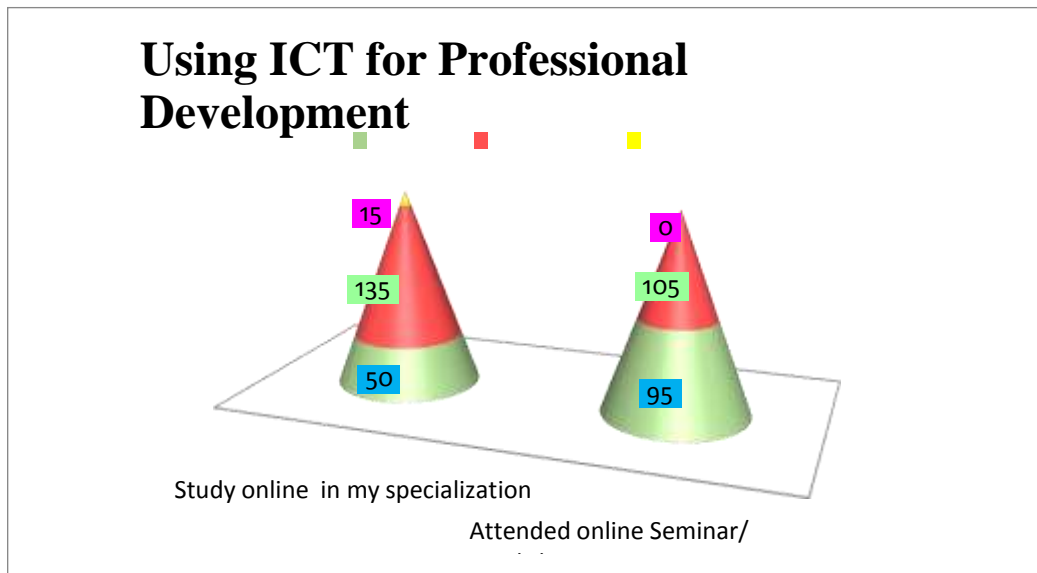 Using ICT for Professional
Development
15
0
135
105
50
95
Study online in my specialization
Attended online Seminar/